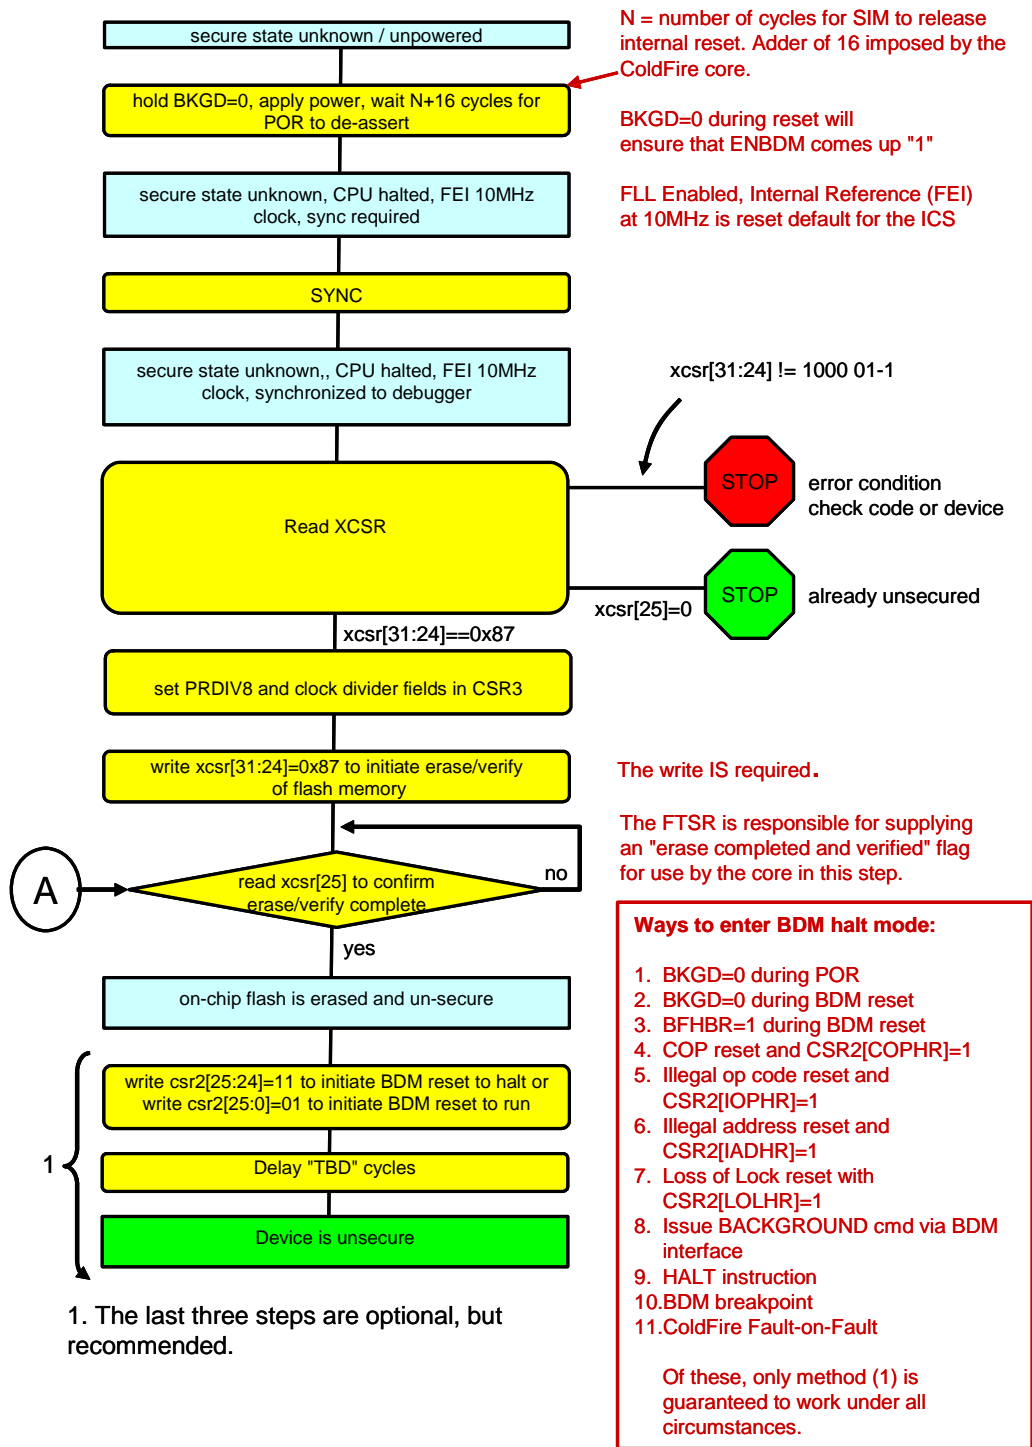 secure state unknown / unpowered
N = number of cycles for SIM to release
internal reset. Adder of 16 imposed by the
ColdFire core.
hold BKGD=0, apply power, wait N+16 cycles for
POR to de-assert
BKGD=0 during reset will
ensure that ENBDM comes up "1"
secure state unknown, CPU halted, FEI 10MHz
clock, sync required
FLL Enabled, Internal Reference (FEI)
at 10MHz is reset default for the ICS
SYNC
secure state unknown,, CPU halted, FEI 10MHz
clock, synchronized to debugger
xcsr[31:24] != 1000 01-1
Read XCSR
STOP
error condition
check code or device
STOP
already unsecured
xcsr[25]=0
xcsr[31:24]==0x87
set PRDIV8 and clock divider fields in CSR3
write xcsr[31:24]=0x87 to initiate erase/verify
of flash memory
The write IS required.
The FTSR is responsible for supplying
an "erase completed and verified" flag
for use by the core in this step.
A
read xcsr[25] to confirm
erase/verify complete
no
yes
on-chip flash is erased and un-secure
write csr2[25:24]=11 to initiate BDM reset to halt or
write csr2[25:0]=01 to initiate BDM reset to run
1
Delay "TBD" cycles
Device is unsecure
1. The last three steps are optional, but
recommended.
Ways to enter BDM halt mode:
1. BKGD=0 during POR
2. BKGD=0 during BDM reset
3. BFHBR=1 during BDM reset
4. COP reset and CSR2[COPHR]=1
5. Illegal op code reset and
CSR2[IOPHR]=1
6. Illegal address reset and
CSR2[IADHR]=1
7. Loss of Lock reset with
CSR2[LOLHR]=1
8. Issue BACKGROUND cmd via BDM
interface
9. HALT instruction
10.BDM breakpoint
11.ColdFire Fault-on-Fault
Of these, only method (1) is
guaranteed to work under all
circumstances.